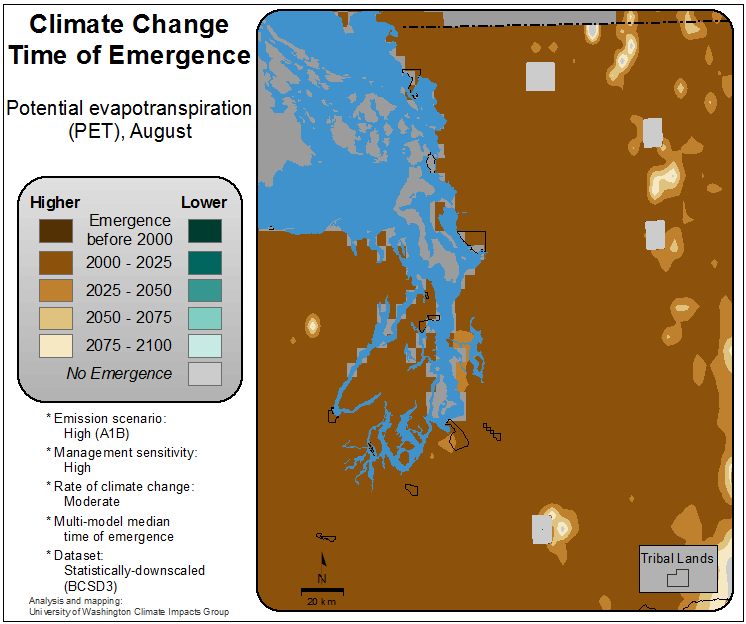 Climate Change
Time of Emergence
Potential evapotranspiration
(PET), August
Higher
Lower
Emergence
before 2000
2000 - 2025
2025 - 2050
2050 - 2075
2075 - 2100
No Emergence
* Emission scenario:
High (A1B)
* Management sensitivity:
High
* Rate of climate change:
Moderate
* Multi-model median
time of emergence
* Dataset:
Statistically-downscaled
(BCSD3)
Analysis and mapping:
University of Washington Climate Impacts Group
N
20 km
Tribal Lands